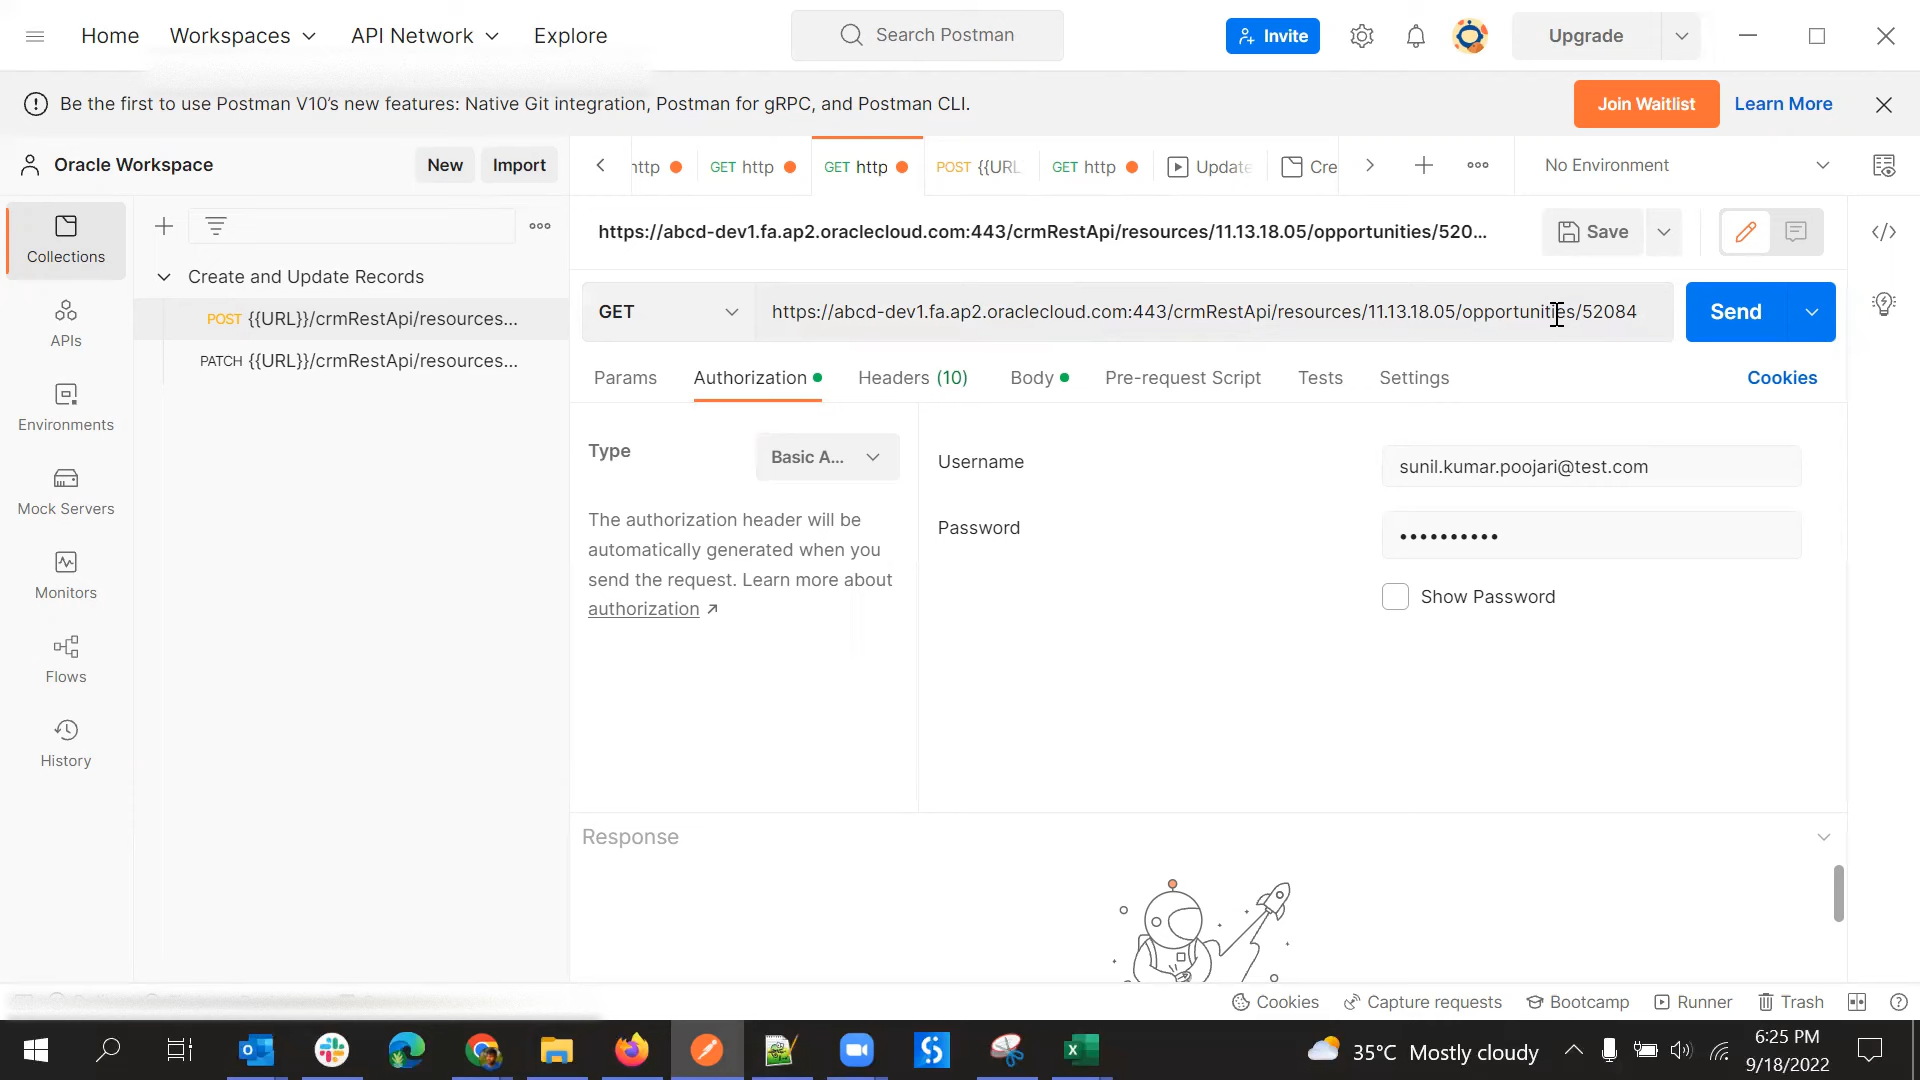 Home Workspaces API Network Explore Search Postman Invite Upgrade
Be the first to use Postman V10's new features: Native Git integration, Postman for gRPC, and Postman CLI. Join Waitlist Learn More
Oracle Workspace New Import GET http GET http POST {{URL GET http Update Cre No Environment
https://abcd-dev1.fa.ap2.oraclecloud.com:443/crmRestApi/resources/11.13.18.05/opportunities/520... Save
Collections
Create and Update Records
POST {{URL}}/crmRestApi/resources...
PATCH {{URL}}/crmRestApi/resources...
APIs
Environments
Mock Servers
Monitors
Flows
History
GET https://abcd-dev1.fa.ap2.oraclecloud.com:443/crmRestApi/resources/11.13.18.05/opportunities/52084 Send
Params Authorization Headers (10) Body Pre-request Script Tests Settings Cookies
Type Basic A...
The authorization header will be
automatically generated when you
send the request. Learn more about
authorization ↗
Username sunil.kumar.poojari@test.com
Password ••••••••••
Show Password
Response
Cookies Capture requests Bootcamp Runner Trash
35°C Mostly cloudy 6:25 PM
9/18/2022